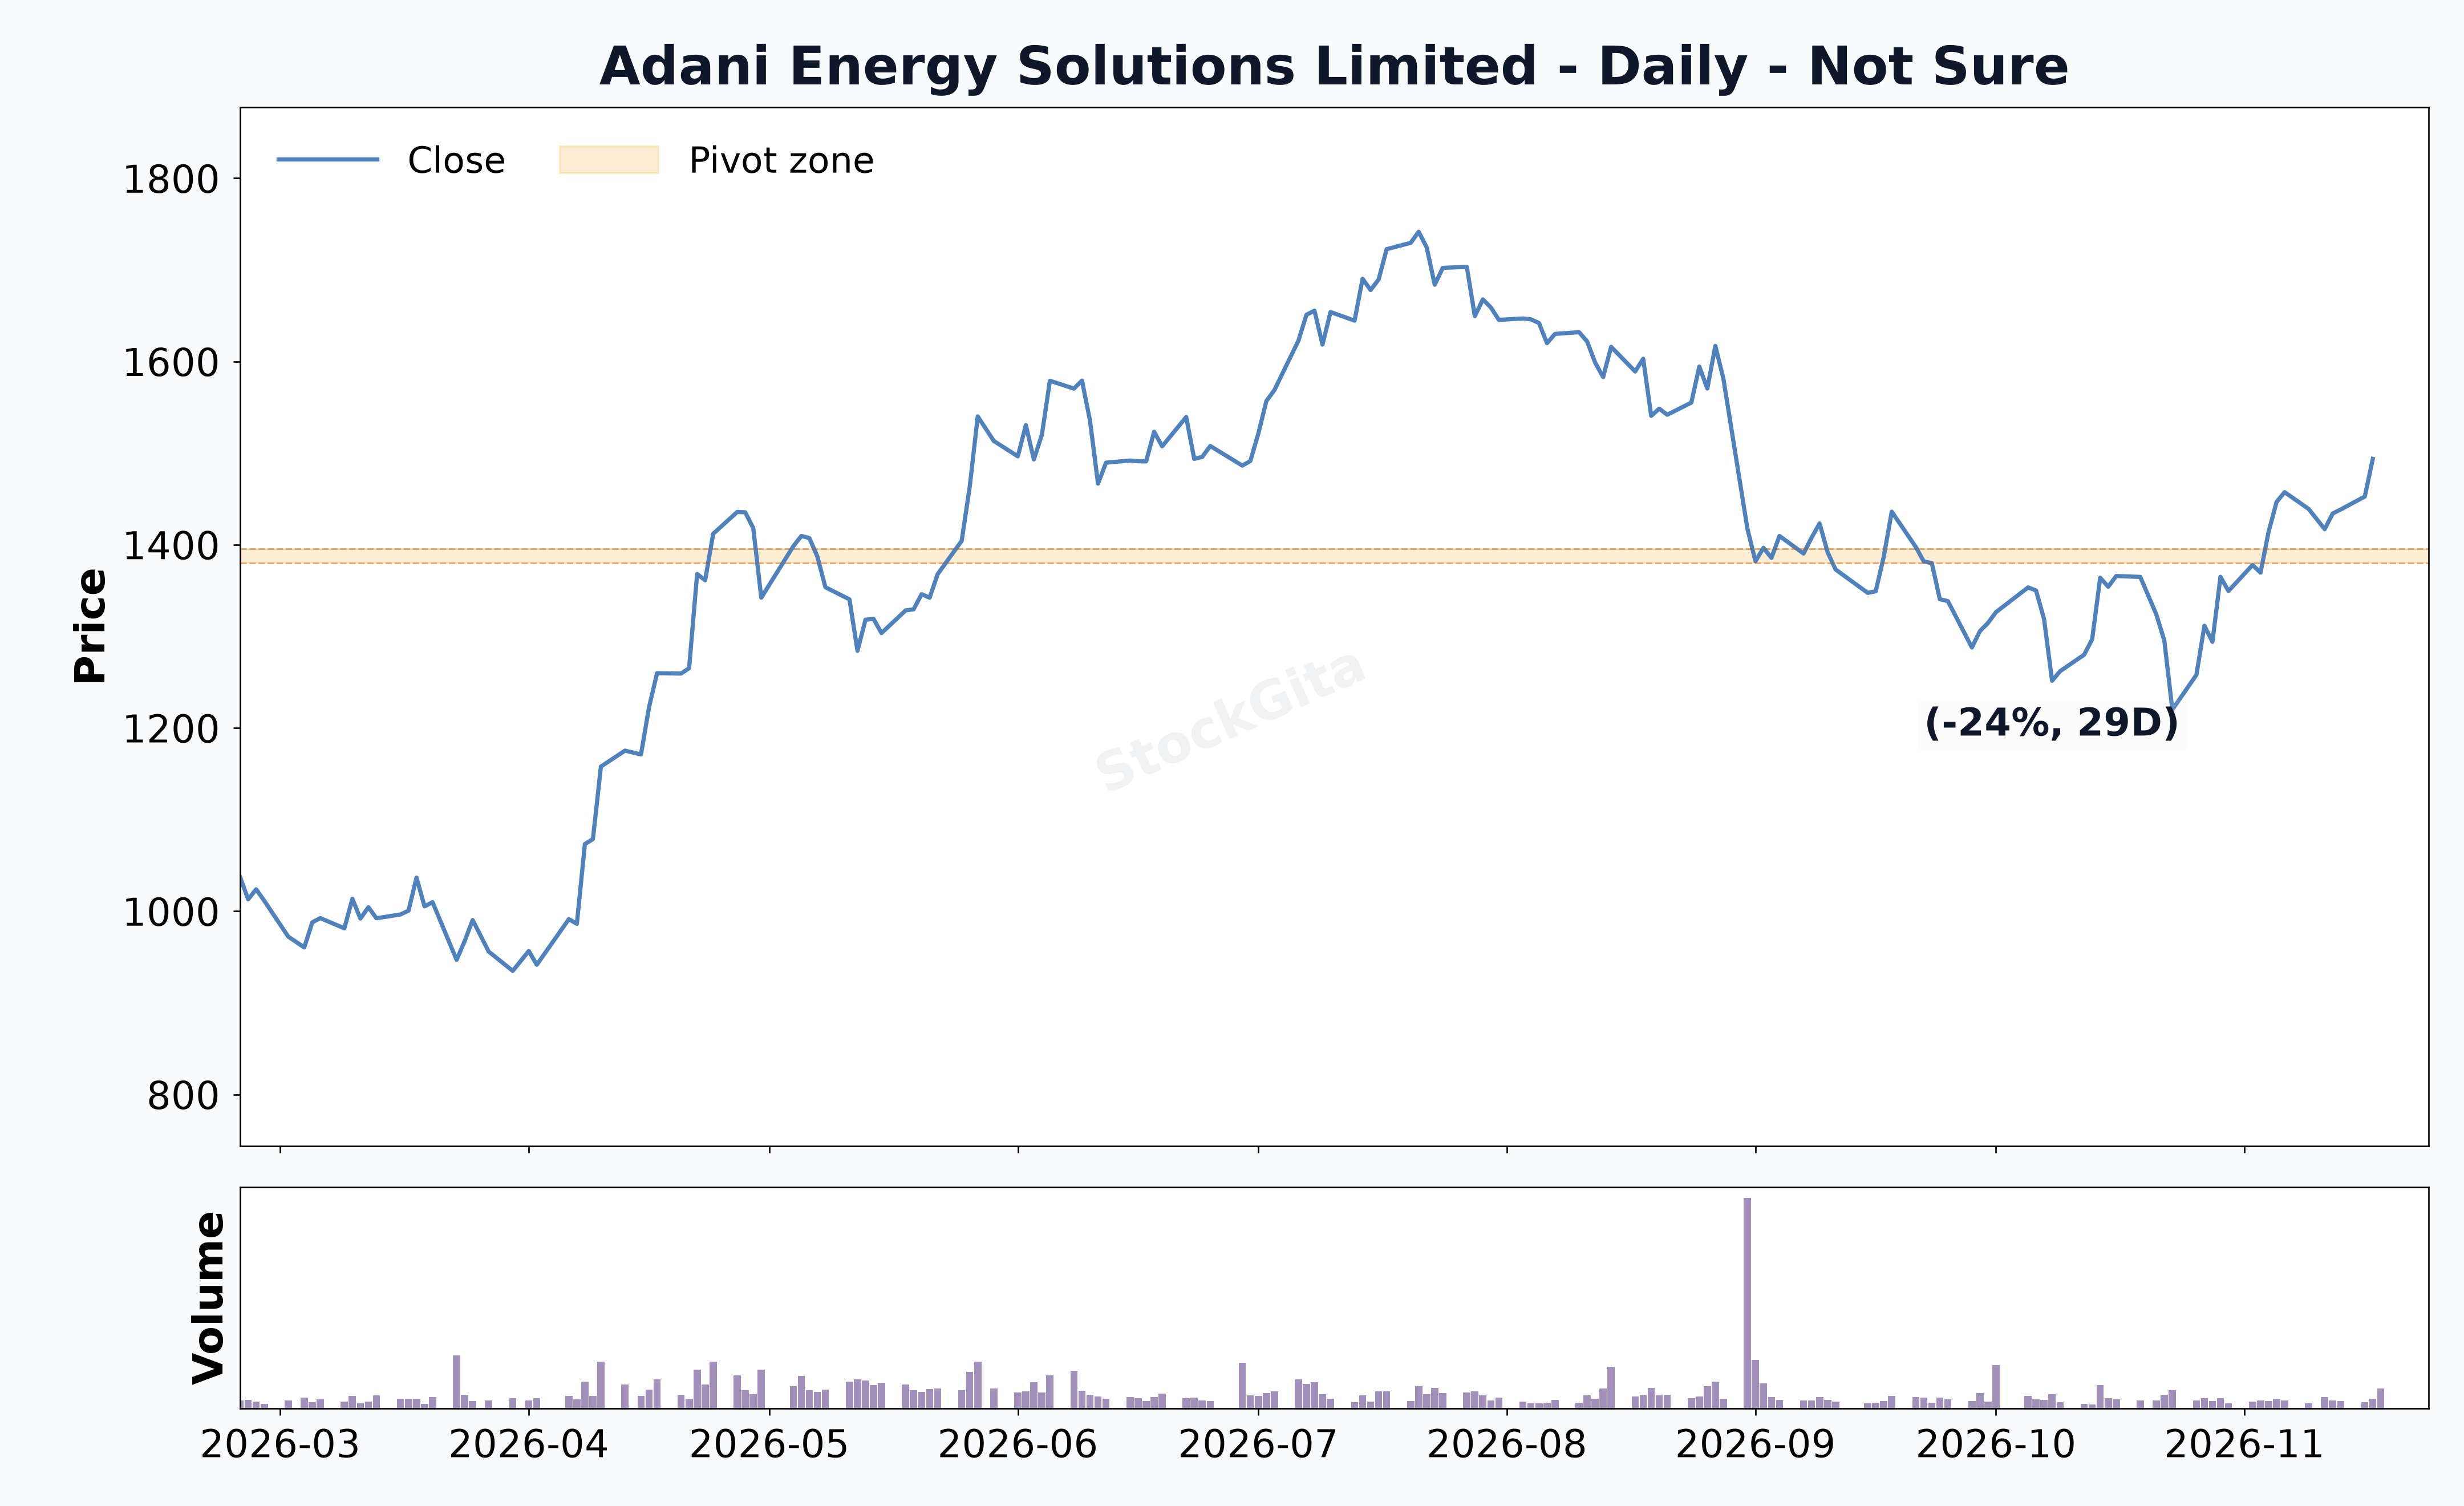 Adani Energy Solutions Limited - Daily - Not Sure
Close
Pivot zone
1800
1600
1400
1200
1000
800
Price
StockGita
(-24%, 29D)
Volume
2026-03
2026-04
2026-05
2026-06
2026-07
2026-08
2026-09
2026-10
2026-11